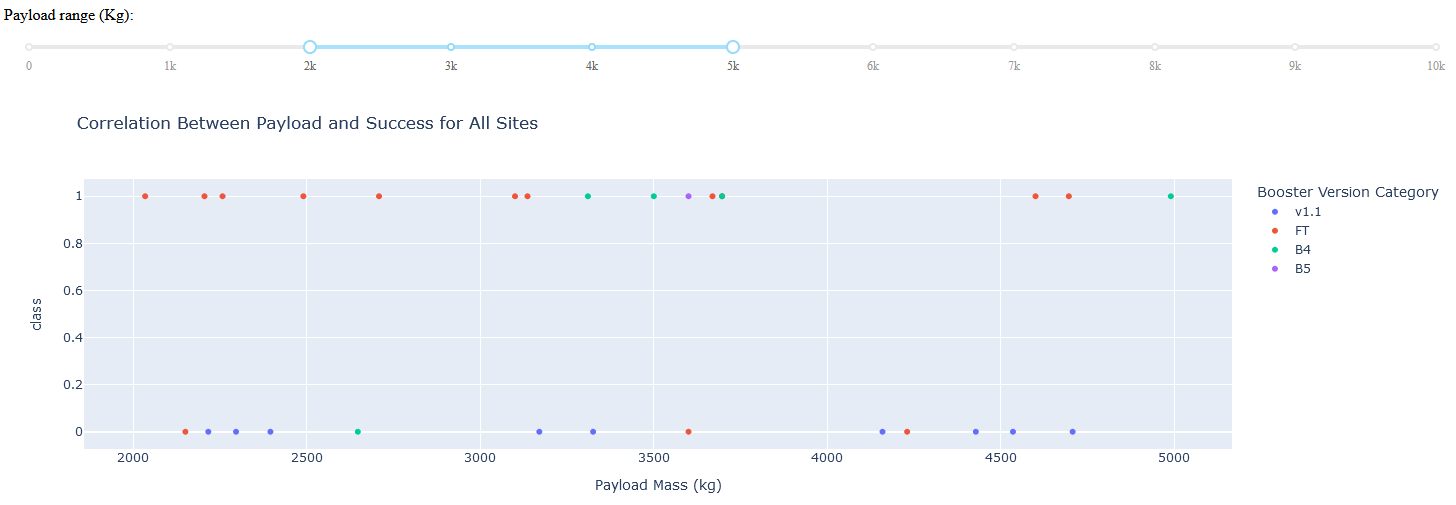 Payload range (Kg):
0 1k 2k 3k 4k 5k 6k 7k 8k 9k 10k
Correlation Between Payload and Success for All Sites
Booster Version Category
v1.1
FT
B4
B5
1
0.8
0.6
0.4
0.2
0
class
2000 2500 3000 3500 4000 4500 5000
Payload Mass (kg)